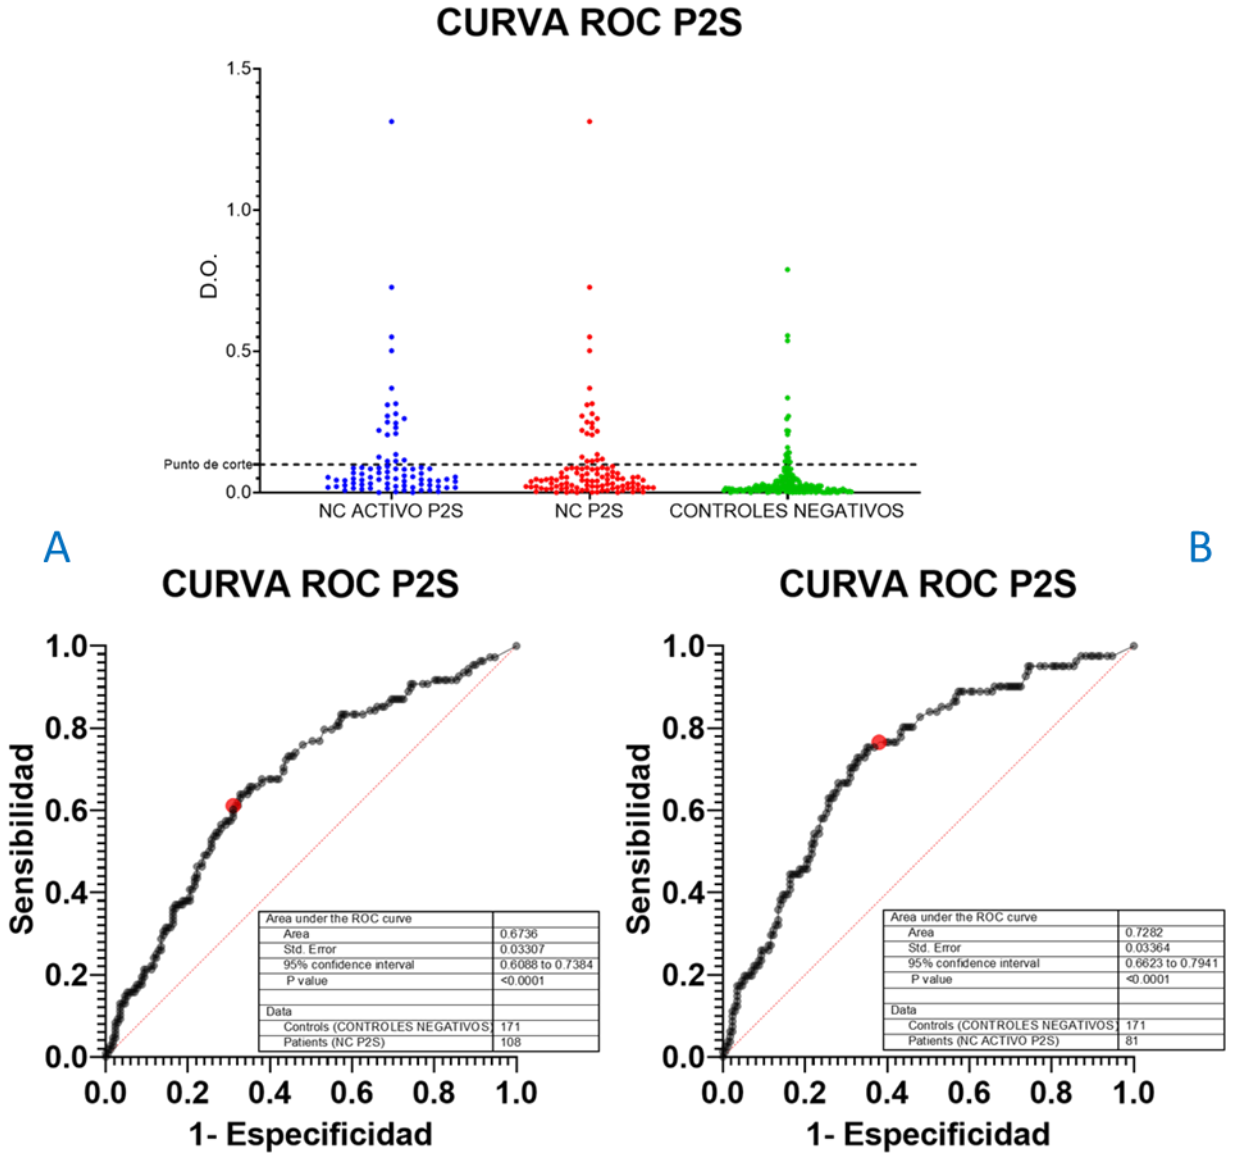 CURVA ROC P2S
1.5
1.0
D.O.
0.5
Punto de corte
0.0
NC ACTIVO P2S NC P2S CONTROLES NEGATIVOS
A
B
CURVA ROC P2S
1.0
0.8
0.6
0.4
0.2
0.0
Sensibilidad
Area under the ROC curve
Area 0.6736
Std. Error 0.03307
95% confidence interval 0.6088 to 0.7384
P value <0.0001
Data
Controls (CONTROLES NEGATIVOS) 171
Patients (NC P2S) 108
0.0 0.2 0.4 0.6 0.8 1.0
1- Especificidad
CURVA ROC P2S
1.0
0.8
0.6
0.4
0.2
0.0
Sensibilidad
Area under the ROC curve
Area 0.7282
Std. Error 0.03364
95% confidence interval 0.6623 to 0.7941
P value <0.0001
Data
Controls (CONTROLES NEGATIVOS) 171
Patients (NC ACTIVO P2S) 81
0.0 0.2 0.4 0.6 0.8 1.0
1- Especificidad